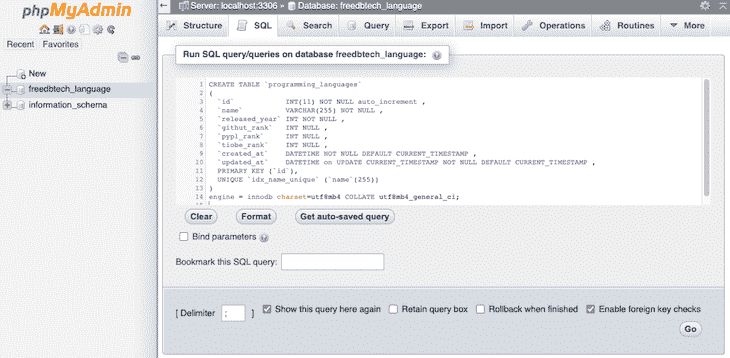 phpMyAdmin
Recent Favorites
New
freedbtech_language
information_schema
Server: localhost:3306 » Database: freedbtech_language
Structure SQL Search Query Export Import Operations Routines More
Run SQL query/queries on database freedbtech_language:
1 CREATE TABLE `programming_languages`
2 (
3 `id` INT(11) NOT NULL auto_increment ,
4 `name` VARCHAR(255) NOT NULL ,
5 `released_year` INT NOT NULL ,
6 `githut_rank` INT NULL ,
7 `pypl_rank` INT NULL ,
8 `tiobe_rank` INT NULL ,
9 `created_at` DATETIME NOT NULL DEFAULT CURRENT_TIMESTAMP ,
10 `updated_at` DATETIME on UPDATE CURRENT_TIMESTAMP NOT NULL DEFAULT CURRENT_TIMESTAMP ,
11 PRIMARY KEY (`id`),
12 UNIQUE `idx_name_unique` (`name`(255))
13 )
14 engine = innodb charset=utf8mb4 COLLATE utf8mb4_general_ci;
Clear Format Get auto-saved query
Bind parameters
Bookmark this SQL query:
[ Delimiter ; ] Show this query here again Retain query box Rollback when finished Enable foreign key checks
Go